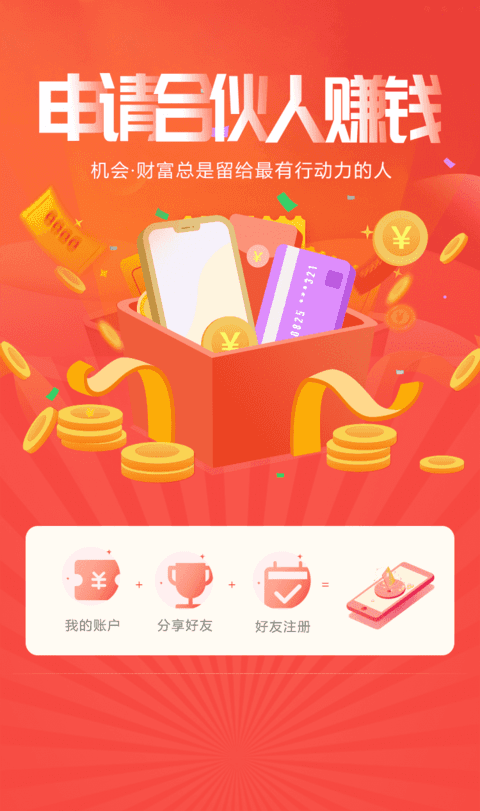 申请合伙人赚钱
机会·财富总是留给最有行动力的人
¥
¥
¥
0825 ***321
¥
我的账户
+
分享好友
+
好友注册
=